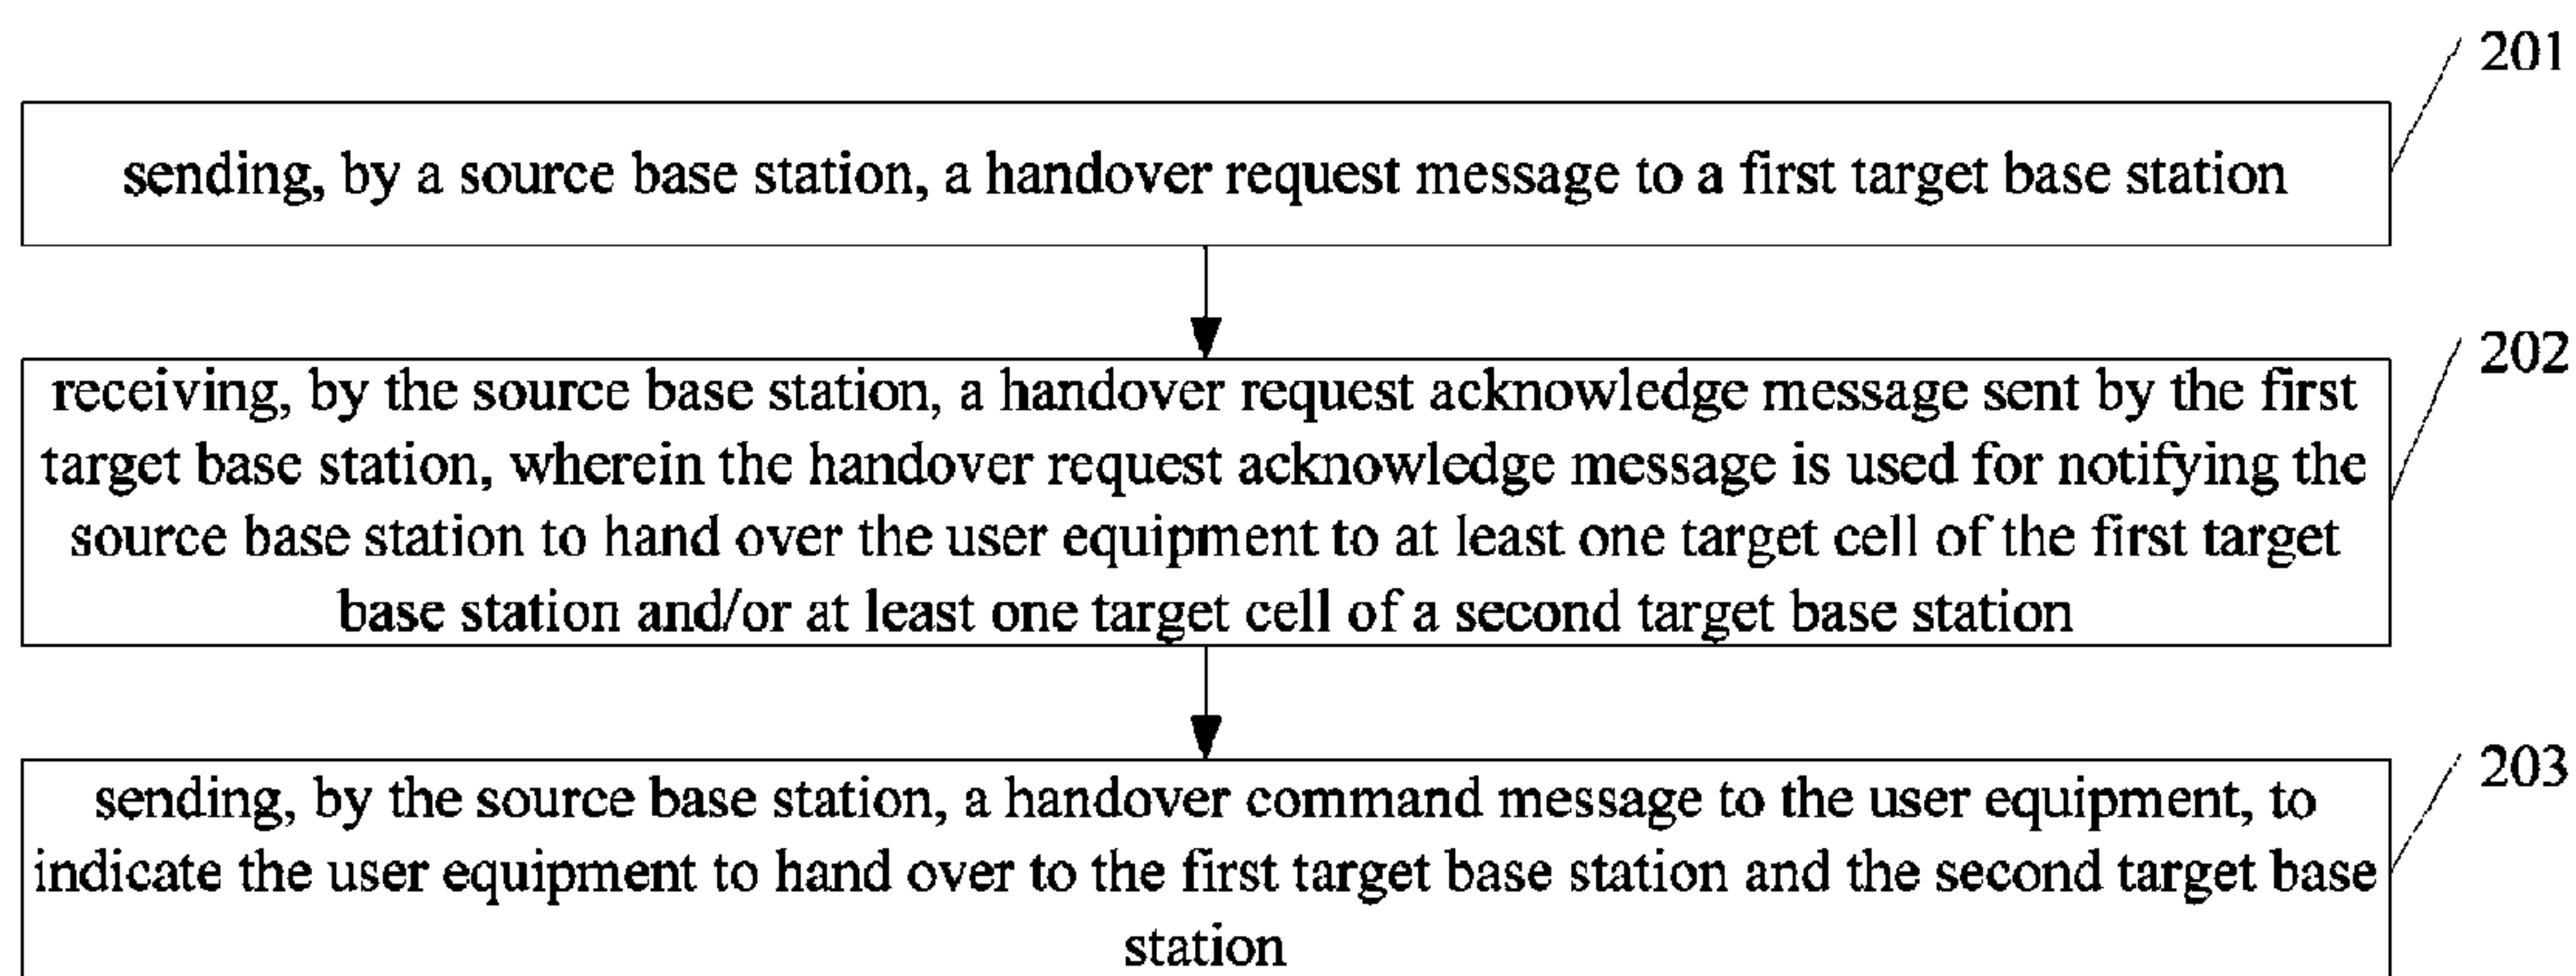 201
sending, by a source base station, a handover request message to a first target base station
202
receiving, by the source base station, a handover request acknowledge message sent by the first
target base station, wherein the handover request acknowledge message is used for notifying the
source base station to hand over the user equipment to at least one target cell of the first target
base station and/or at least one target cell of a second target base station
203
sending, by the source base station, a handover command message to the user equipment, to
indicate the user equipment to hand over to the first target base station and the second target base
station